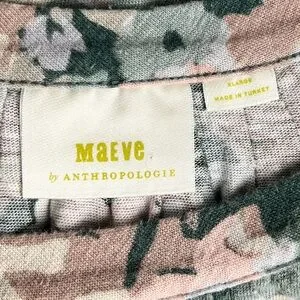 MaEVe
by ANTHROPOLOGIE
XLARGE
MADE IN TURKEY